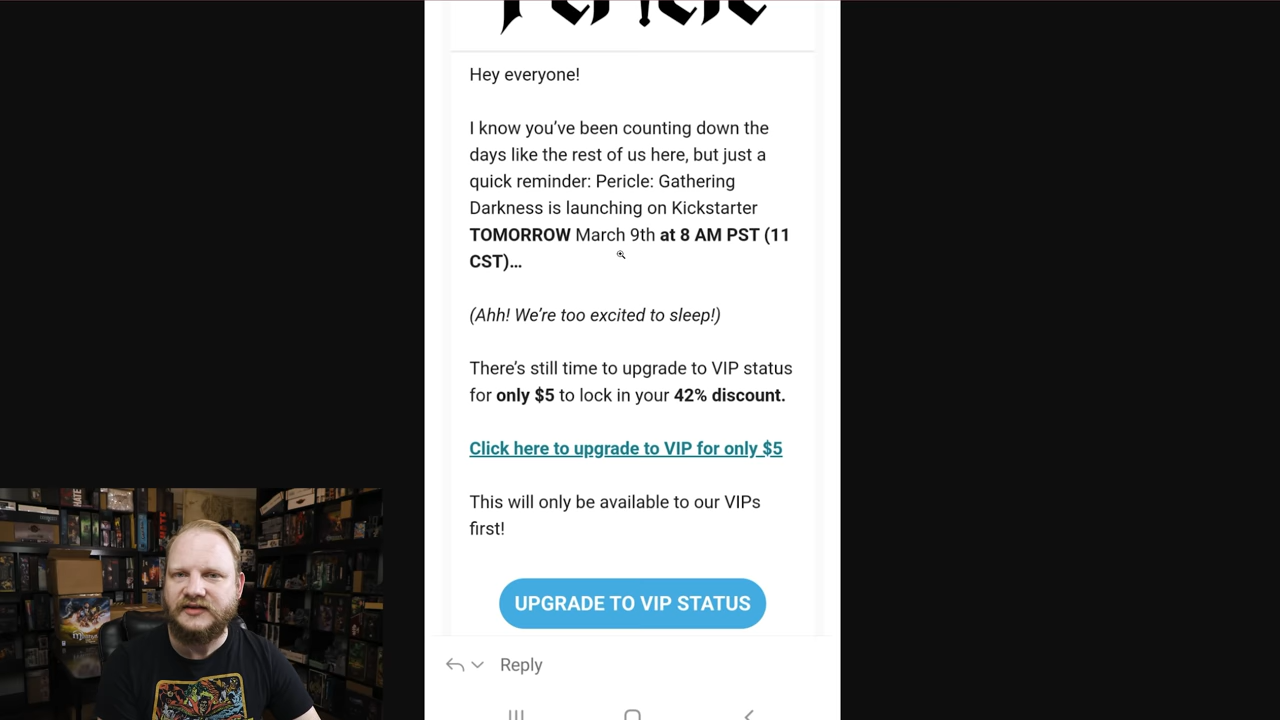 Pericle
Hey everyone!
I know you’ve been counting down the
days like the rest of us here, but just a
quick reminder: Pericle: Gathering
Darkness is launching on Kickstarter
TOMORROW March 9th at 8 AM PST (11
CST)…
(Ahh! We’re too excited to sleep!)
There’s still time to upgrade to VIP status
for only $5 to lock in your 42% discount.
Click here to upgrade to VIP for only $5
This will only be available to our VIPs
first!
UPGRADE TO VIP STATUS
Reply
HATE